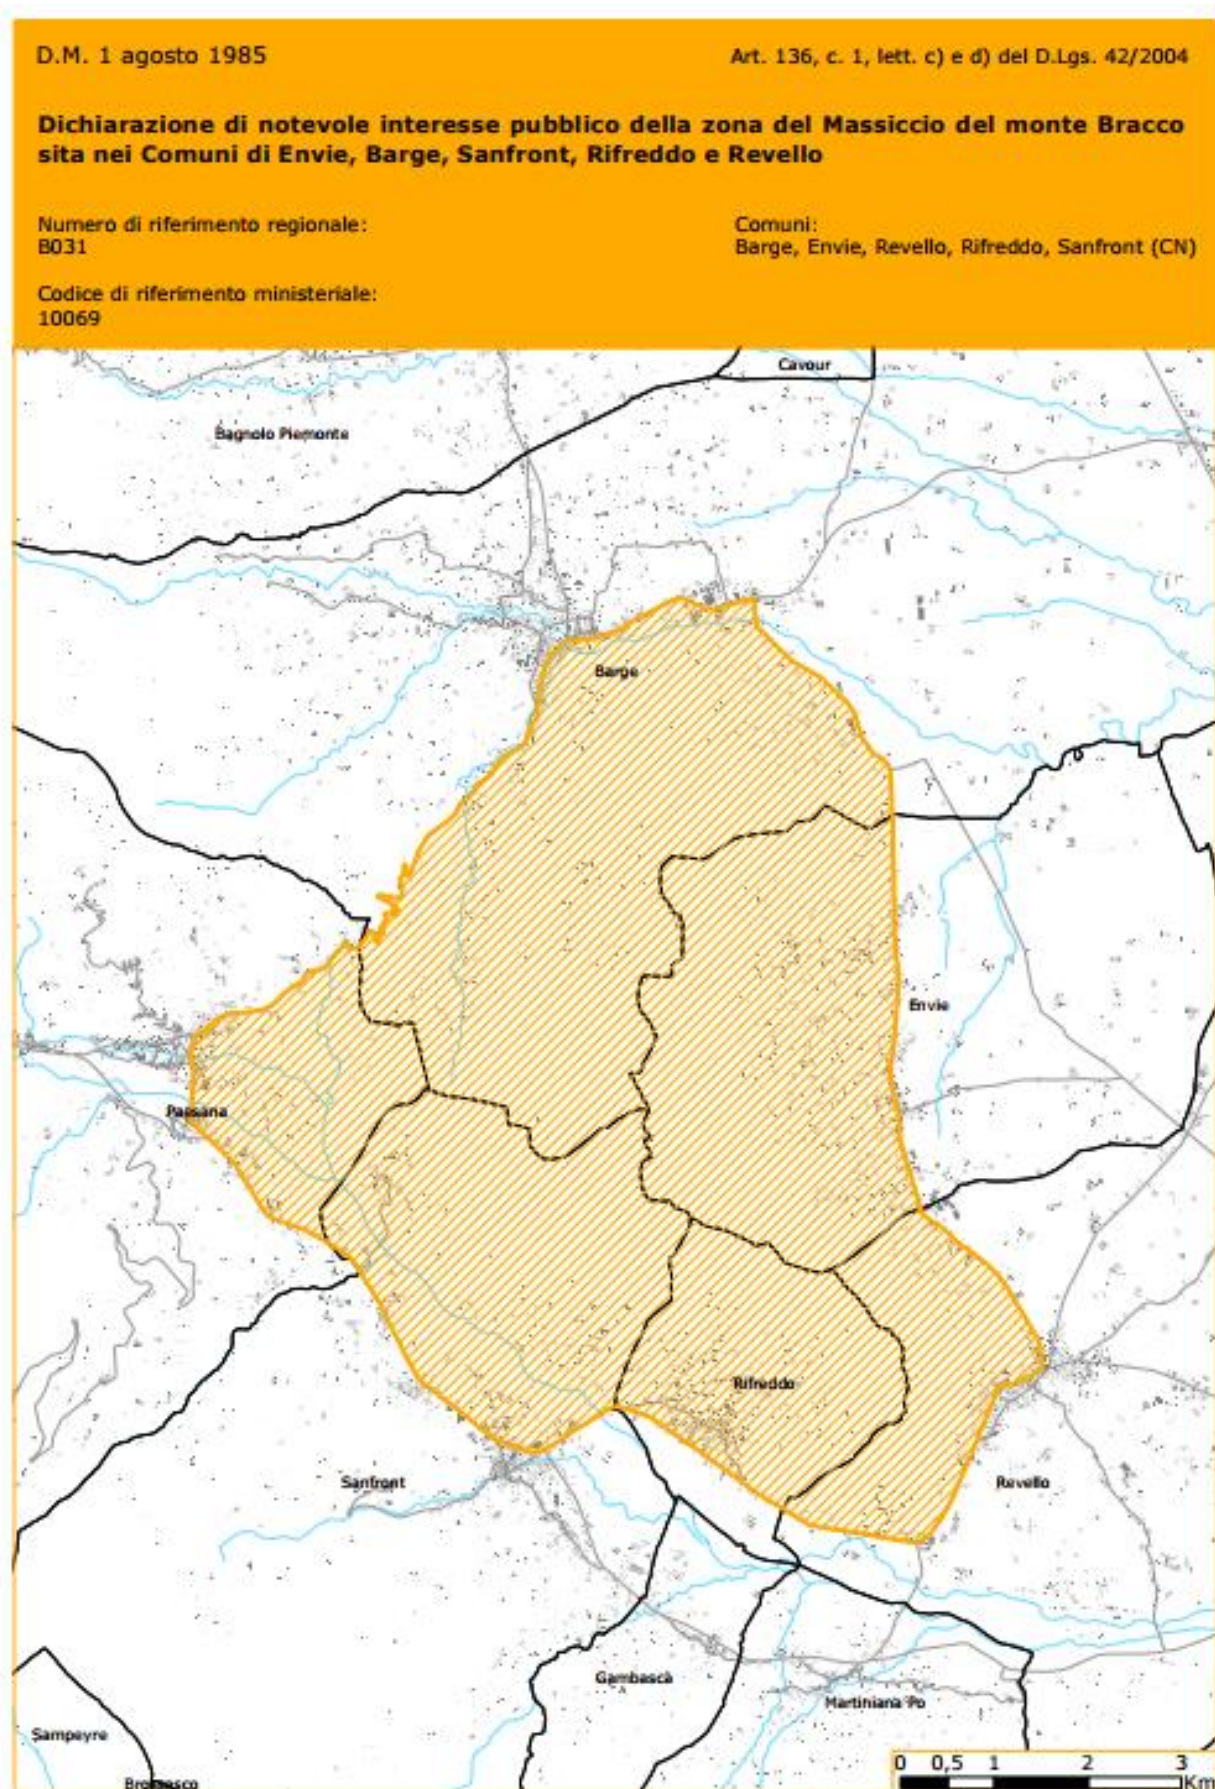 D.M. 1 agosto 1985
Art. 136, c. 1, lett. c) e d) del D.Lgs. 42/2004
Dichiarazione di notevole interesse pubblico della zona del Massiccio del monte Bracco
sita nei Comuni di Envie, Barge, Sanfront, Rifreddo e Revello
Numero di riferimento regionale:
B031
Comuni:
Barge, Envie, Revello, Rifreddo, Sanfront (CN)
Codice di riferimento ministeriale:
10069
Cavour
Bagnolo Piemonte
Barge
Envie
Paesana
Rifreddo
Sanfront
Revello
Gambasca
Martiniana Po
Sampeyre
Brossasco
0 0,5 1 2 3
Km